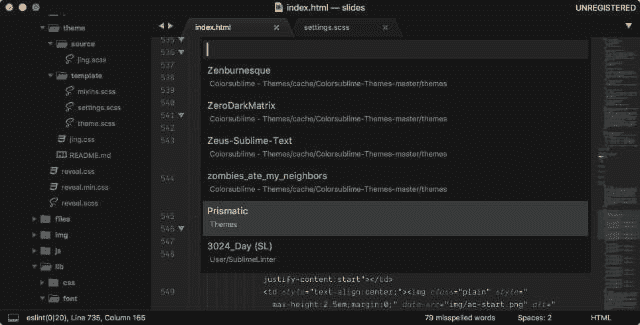 index.html — slides
UNREGISTERED
theme
source
jing.scss
template
mixins.scss
settings.scss
theme.scss
jing.css
README.md
reveal.css
reveal.min.css
reveal.scss
files
img
js
lib
css
font
index.html
settings.scss
535
536
537
538
539
540
541
542
543
544
545
546
549
Zenburnesque
Colorsublime - Themes/cache/Colorsublime-Themes-master/themes
ZeroDarkMatrix
Colorsublime - Themes/cache/Colorsublime-Themes-master/themes
Zeus-Sublime-Text
Colorsublime - Themes/cache/Colorsublime-Themes-master/themes
zombies_ate_my_neighbors
Colorsublime - Themes/cache/Colorsublime-Themes-master/themes
Prismatic
Themes
3024_Day (SL)
User/SublimeLinter
justify-content:start"></td>
<td style="text-align:center;"><img class="plain" style="
max-height:2.5em;margin:0;" data-src="img/ac-start.png" alt="
eslint(0|20), Line 735, Column 165
79 misspelled words
Spaces: 2
HTML